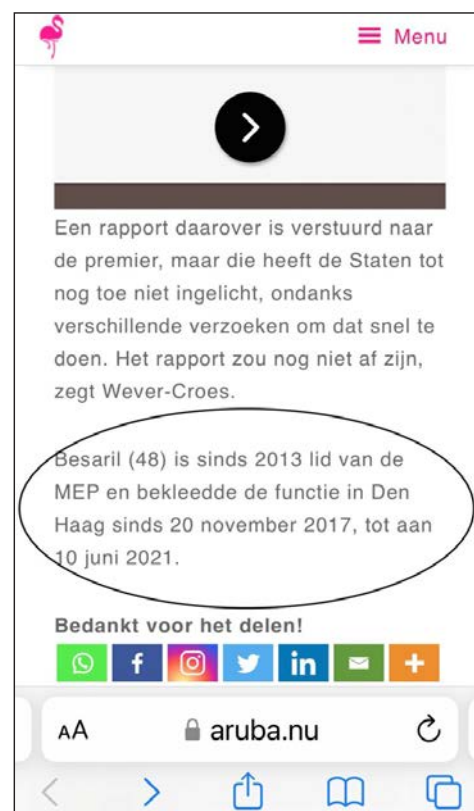 Menu
Een rapport daarover is verstuurd naar
de premier, maar die heeft de Staten tot
nog toe niet ingelicht, ondanks
verschillende verzoeken om dat snel te
doen. Het rapport zou nog niet af zijn,
zegt Wever-Croes.
Besaril (48) is sinds 2013 lid van de
MEP en bekleedde de functie in Den
Haag sinds 20 november 2017, tot aan
10 juni 2021.
Bedankt voor het delen!
AA aruba.nu